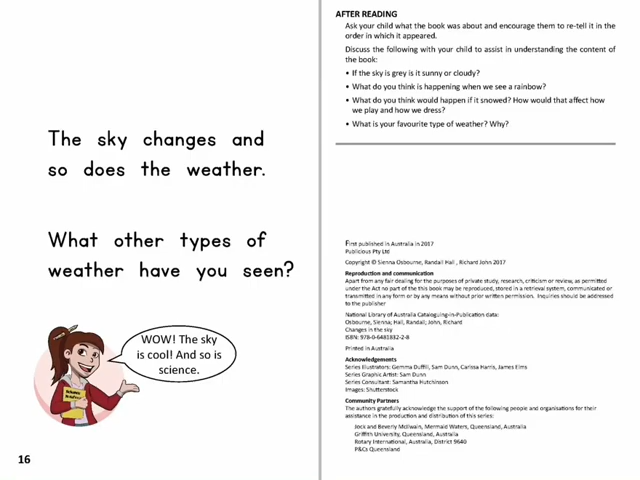 The sky changes and
so does the weather.
What other types of
weather have you seen?
WOW! The sky
is cool! And so is
science.
16
AFTER READING
Ask your child what the book was about and encourage them to re-tell it in the
order in which it appeared.
Discuss the following with your child to assist in understanding the content of
the book:
• If the sky is grey is it sunny or cloudy?
• What do you think is happening when we see a rainbow?
• What do you think would happen if it snowed? How would that affect how
we play and how we dress?
• What is your favourite type of weather? Why?
First published in Australia in 2017
Publicious Pty Ltd
Copyright © Sienna Osbourne, Randall Hall , Richard John 2017
Reproduction and communication
Apart from any fair dealing for the purposes of private study, research, criticism or review, as permitted
under the Act no part of the this book may be reproduced, stored in a retrieval system, communicated or
transmitted in any form or by any means without prior written permission. Inquiries should be addressed
to the publisher
National Library of Australia Cataloguing-in-Publication data:
Osbourne, Sienna; Hall, Randall; John, Richard
Changes in the sky
ISBN: 978-0-6481832-2-8
Printed in Australia
Acknowledgements
Series Illustrators: Gemma Duffill, Sam Dunn, Carissa Harris, James Elms
Series Graphic Artist: Sam Dunn
Series Consultant: Samantha Hutchinson
Images: Shutterstock
Community Partners
The authors gratefully acknowledge the support of the following people and organisations for their
assistance in the production and distribution of this series:
Jock and Beverly McIlwain, Mermaid Waters, Queensland, Australia
Griffith University, Queensland, Australia
Rotary International, Australia, District 9640
P&Cs Queensland